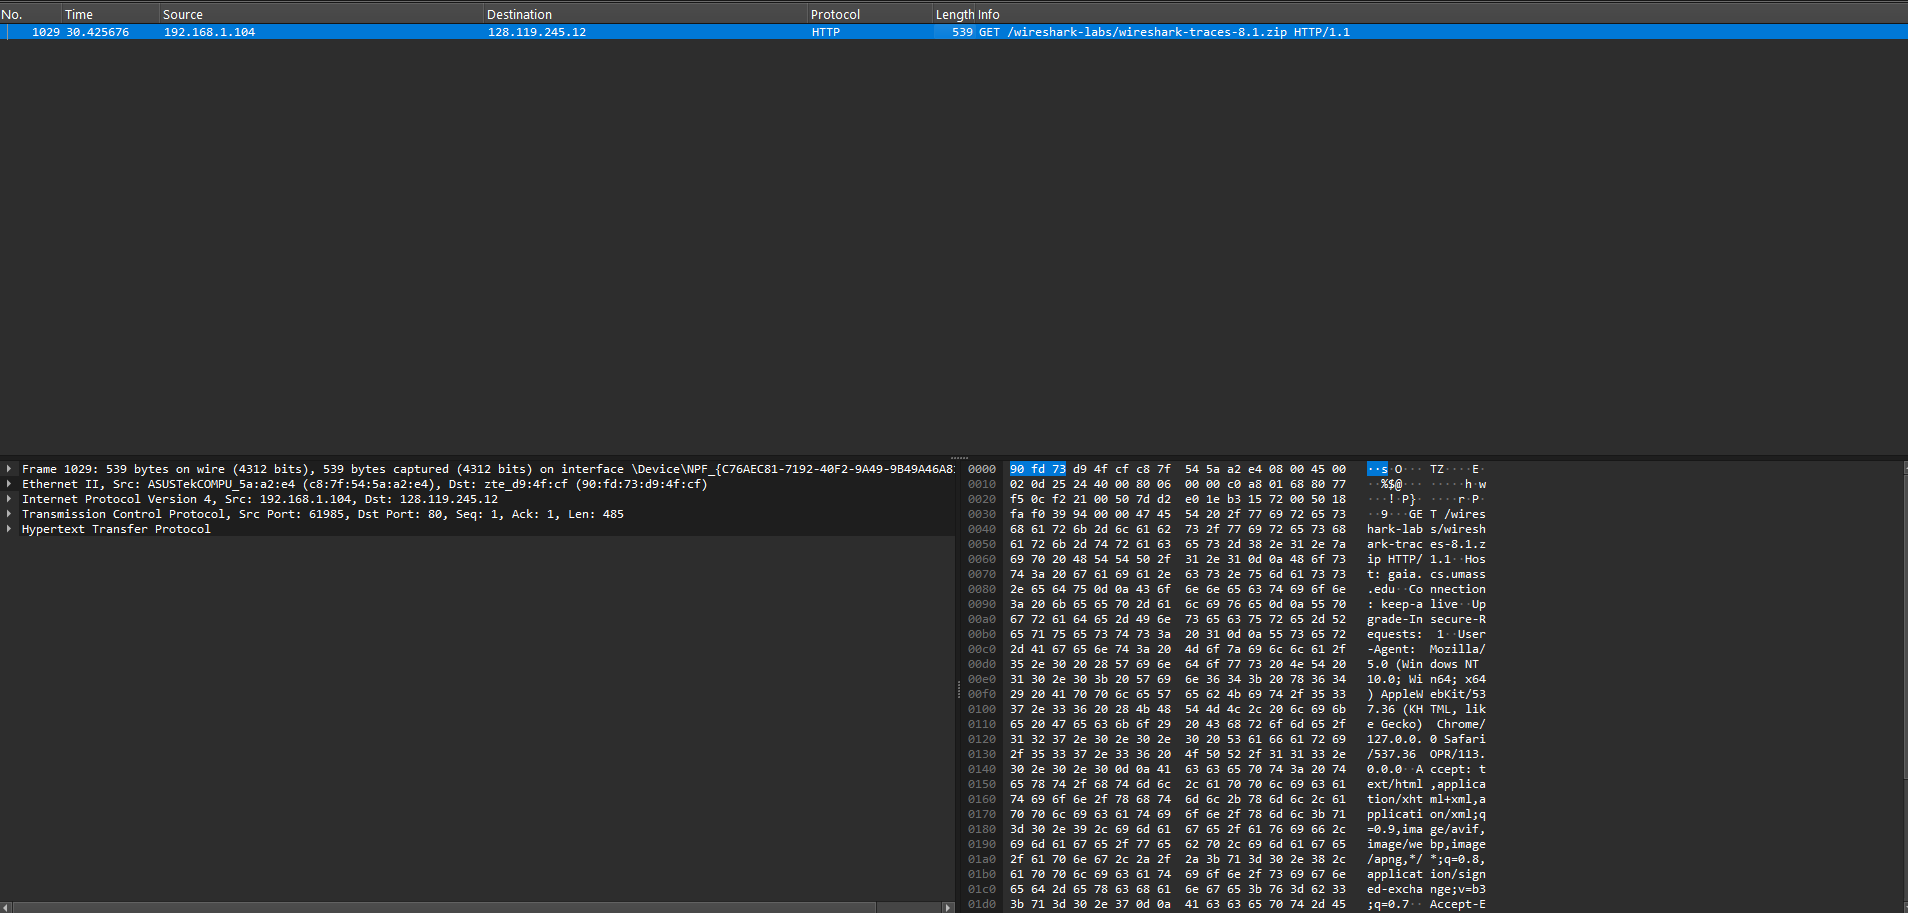 No. Time Source Destination Protocol Length Info
1029 30.425676 192.168.1.104 128.119.245.12 HTTP 539 GET /wireshark-labs/wireshark-traces-8.1.zip HTTP/1.1
Frame 1029: 539 bytes on wire (4312 bits), 539 bytes captured (4312 bits) on interface \Device\NPF_{C76AEC81-7192-40F2-9A49-9B49A46A8
Ethernet II, Src: ASUSTekCOMPU_5a:a2:e4 (c8:7f:54:5a:a2:e4), Dst: zte_d9:4f:cf (90:fd:73:d9:4f:cf)
Internet Protocol Version 4, Src: 192.168.1.104, Dst: 128.119.245.12
Transmission Control Protocol, Src Port: 61985, Dst Port: 80, Seq: 1, Ack: 1, Len: 485
Hypertext Transfer Protocol
0000 90 fd 73 d9 4f cf c8 7f 54 5a a2 e4 08 00 45 00 ··s·O··· TZ····E·
0010 02 0d 25 24 40 00 80 06 00 00 c0 a8 01 68 80 77 ··%$@··· ·····h·w
0020 f5 0c f2 21 00 50 7d d2 e0 1e b3 15 72 00 50 18 ···!·P}· ····r·P·
0030 fa f0 39 94 00 00 47 45 54 20 2f 77 69 72 65 73 ··9···GE T /wires
0040 68 61 72 6b 2d 6c 61 62 73 2f 77 69 72 65 73 68 hark-lab s/wiresh
0050 61 72 6b 2d 74 72 61 63 65 73 2d 38 2e 31 2e 7a ark-trac es-8.1.z
0060 69 70 20 48 54 54 50 2f 31 2e 31 0d 0a 48 6f 73 ip HTTP/ 1.1··Hos
0070 74 3a 20 67 61 69 61 2e 63 73 2e 75 6d 61 73 73 t: gaia. cs.umass
0080 2e 65 64 75 0d 0a 43 6f 6e 6e 65 63 74 69 6f 6e .edu··Co nnection
0090 3a 20 6b 65 65 70 2d 61 6c 69 76 65 0d 0a 55 70 : keep-a live··Up
00a0 67 72 61 64 65 2d 49 6e 73 65 63 75 72 65 2d 52 grade-In secure-R
00b0 65 71 75 65 73 74 73 3a 20 31 0d 0a 55 73 65 72 equests: 1··User
00c0 2d 41 67 65 6e 74 3a 20 4d 6f 7a 69 6c 6c 61 2f -Agent: Mozilla/
00d0 35 2e 30 20 28 57 69 6e 64 6f 77 73 20 4e 54 20 5.0 (Win dows NT
00e0 31 30 2e 30 3b 20 57 69 6e 36 34 3b 20 78 36 34 10.0; Wi n64; x64
00f0 29 20 41 70 70 6c 65 57 65 62 4b 69 74 2f 35 33 ) AppleW ebKit/53
0100 37 2e 33 36 20 28 4b 48 54 4d 4c 2c 20 6c 69 6b 7.36 (KH TML, lik
0110 65 20 47 65 63 6b 6f 29 20 43 68 72 6f 6d 65 2f e Gecko) Chrome/
0120 31 32 37 2e 30 2e 30 2e 30 20 53 61 66 61 72 69 127.0.0. 0 Safari
0130 2f 35 33 37 2e 33 36 20 4f 50 52 2f 31 31 33 2e /537.36 OPR/113.
0140 30 2e 30 2e 30 0d 0a 41 63 63 65 70 74 3a 20 74 0.0.0··A ccept: t
0150 65 78 74 2f 68 74 6d 6c 2c 61 70 70 6c 69 63 61 ext/html ,applica
0160 74 69 6f 6e 2f 78 68 74 6d 6c 2b 78 6d 6c 2c 61 tion/xht ml+xml,a
0170 70 70 6c 69 63 61 74 69 6f 6e 2f 78 6d 6c 3b 71 pplicati on/xml;q
0180 3d 30 2e 39 2c 69 6d 61 67 65 2f 61 76 69 66 2c =0.9,ima ge/avif,
0190 69 6d 61 67 65 2f 77 65 62 70 2c 69 6d 61 67 65 image/we bp,image
01a0 2f 61 70 6e 67 2c 2a 2f 2a 3b 71 3d 30 2e 38 2c /apng,*/ *;q=0.8,
01b0 61 70 70 6c 69 63 61 74 69 6f 6e 2f 73 69 67 6e applicat ion/sign
01c0 65 64 2d 65 78 63 68 61 6e 67 65 3b 76 3d 62 33 ed-excha nge;v=b3
01d0 3b 71 3d 30 2e 37 0d 0a 41 63 63 65 70 74 2d 45 ;q=0.7·· Accept-E